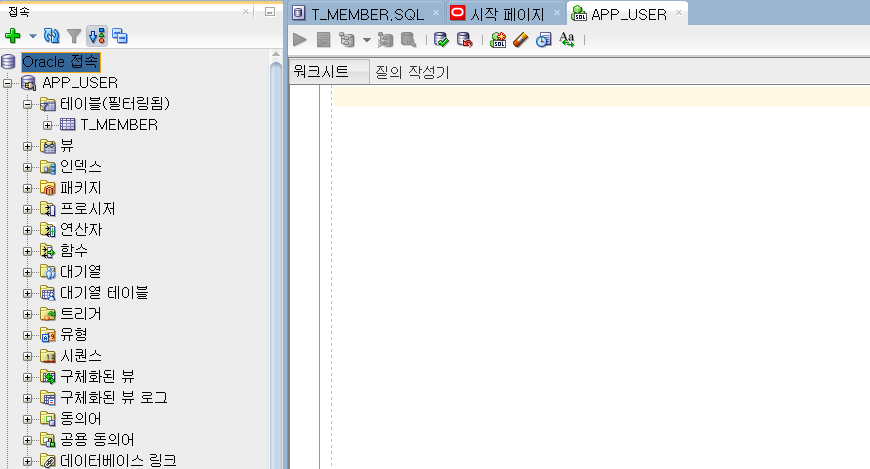 접속
T_MEMBER.SQL
시작 페이지
APP_USER
Oracle 접속
APP_USER
테이블(필터링됨)
T_MEMBER
뷰
인덱스
패키지
프로시저
연산자
함수
대기열
대기열 테이블
트리거
유형
시퀀스
구체화된 뷰
구체화된 뷰 로그
동의어
공용 동의어
데이터베이스 링크
Aa
워크시트
질의 작성기